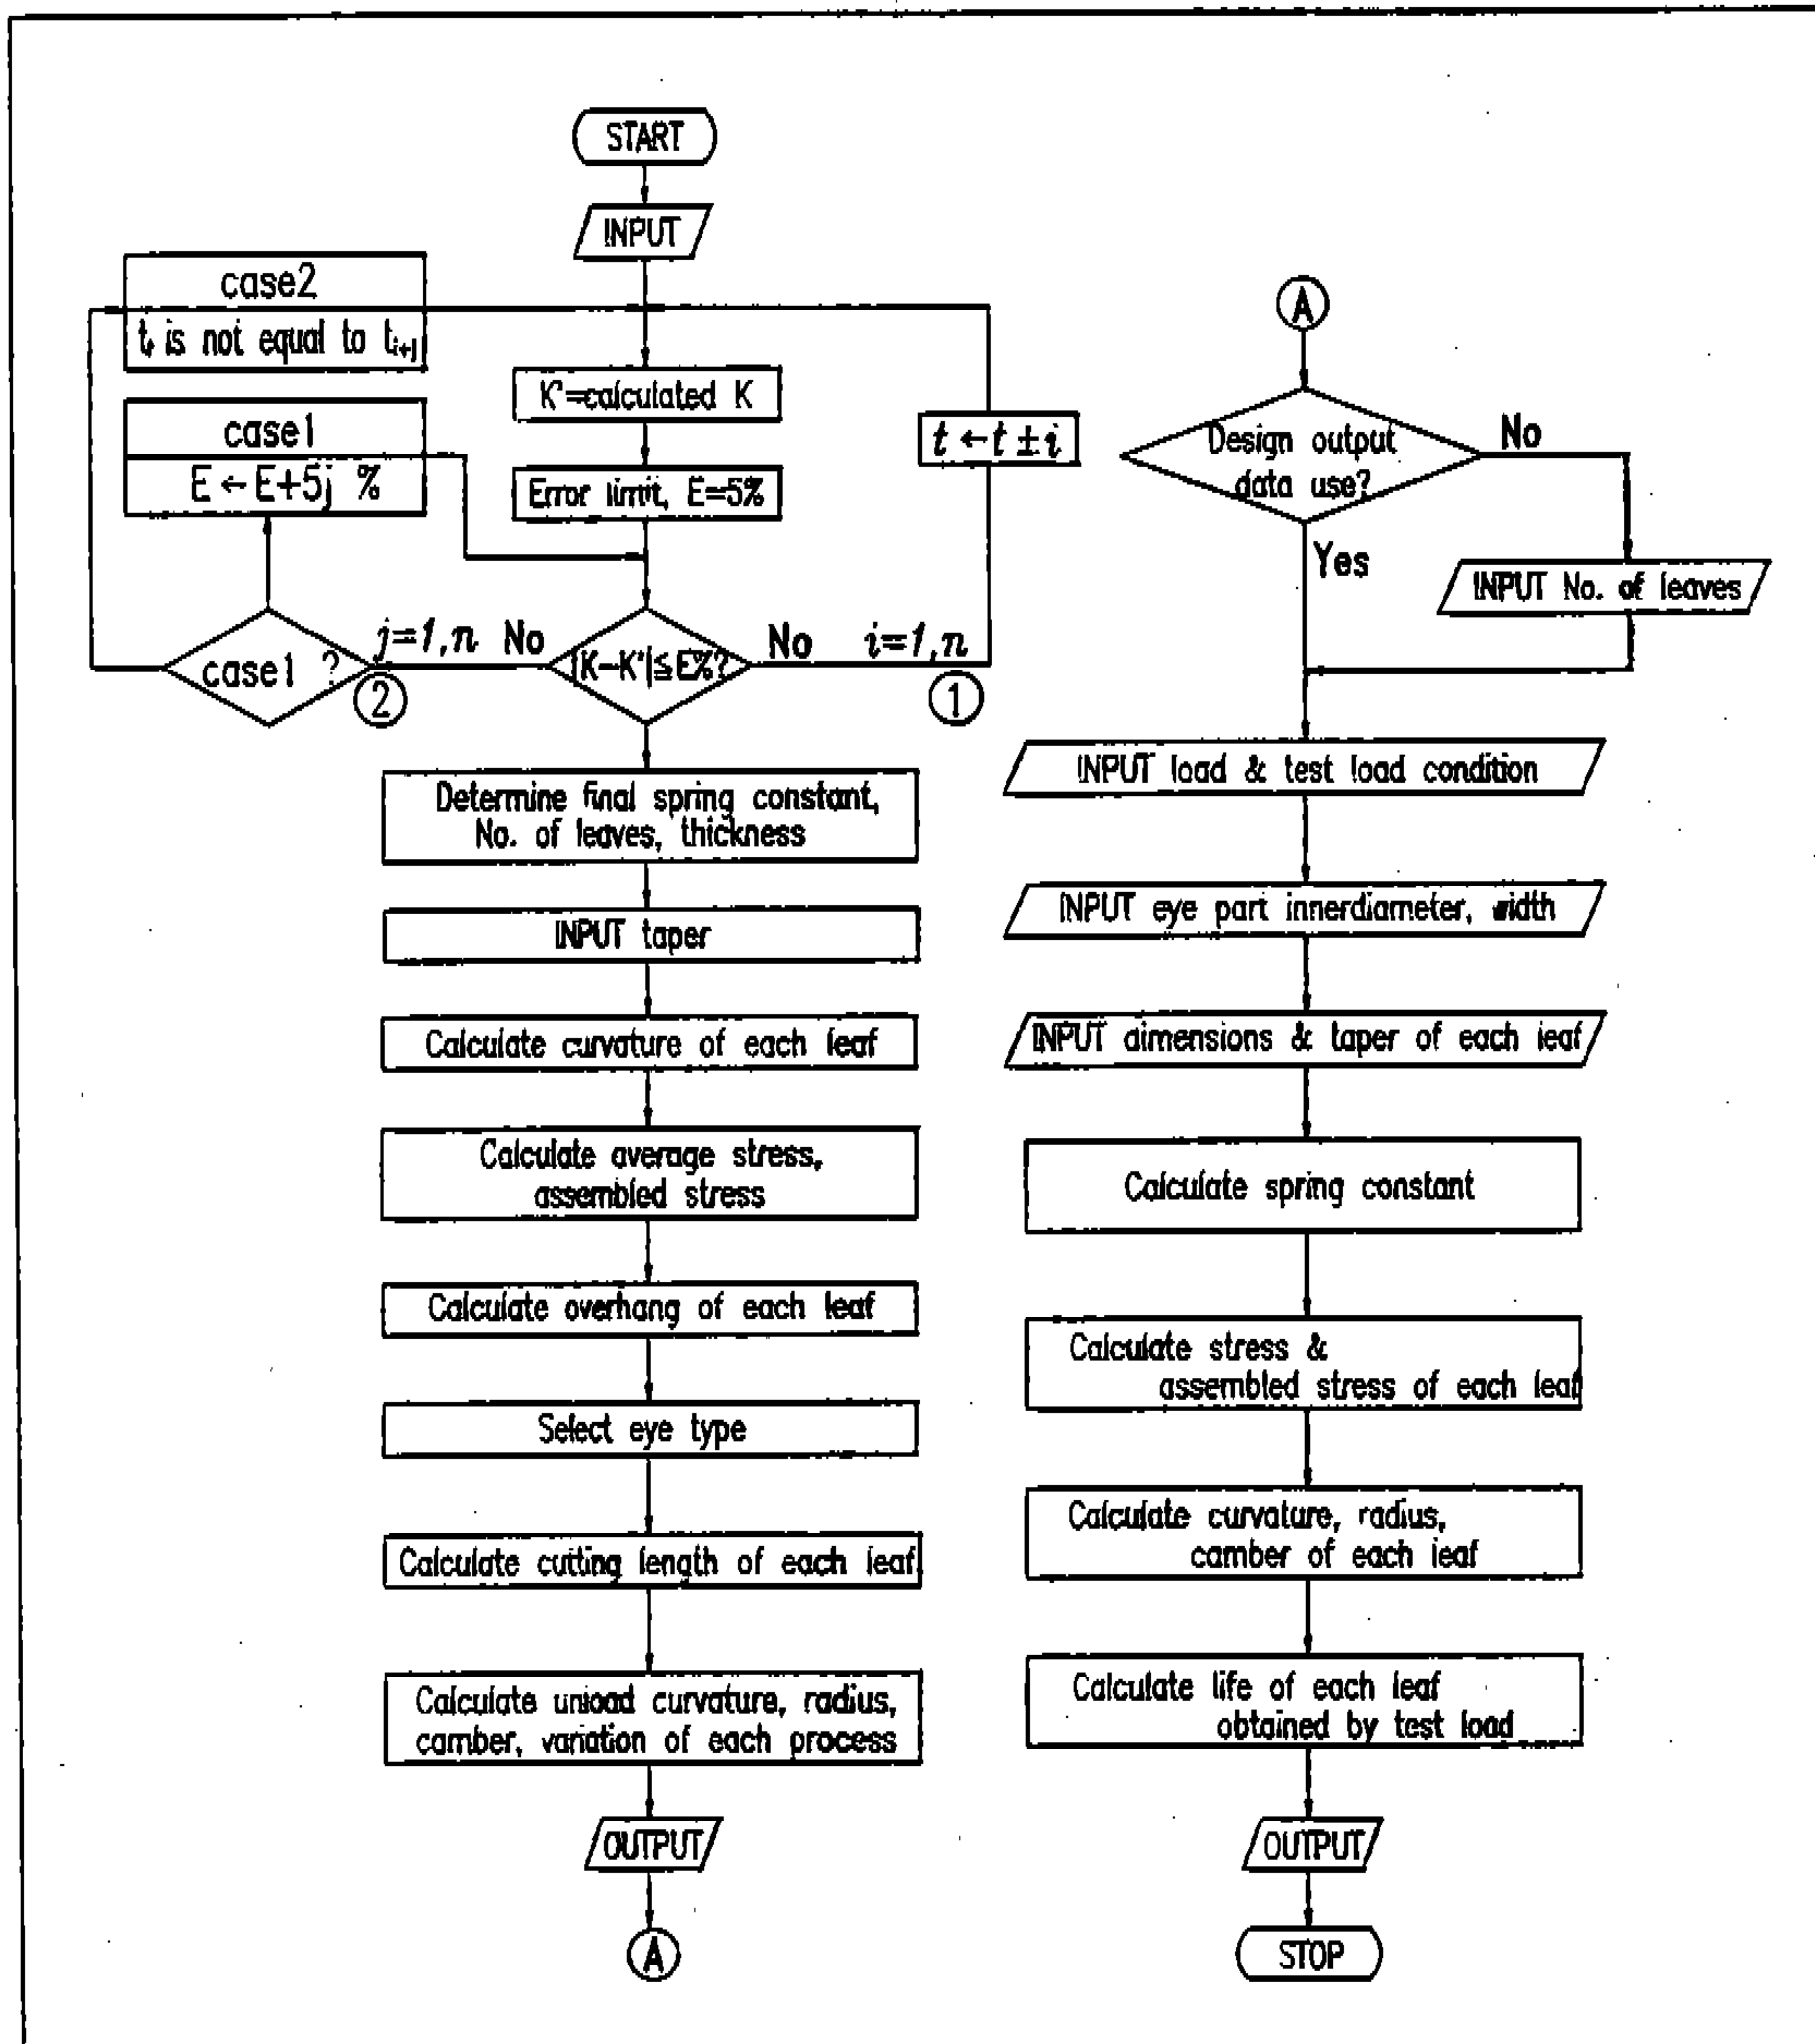 START
INPUT
case2
tᵢ is not equal to tᵢ₊ⱼ
K'=calculated K
case1
E ← E+5j %
Error limit, E=5%
t ← t ± i
case1 ?
j=1,n No
②
|K-K'|≦E%?
No i=1,n
①
Determine final spring constant,
No. of leaves, thickness
INPUT taper
Calculate curvature of each leaf
Calculate average stress,
assembled stress
Calculate overhang of each leaf
Select eye type
Calculate cutting length of each leaf
Calculate unload curvature, radius,
camber, variation of each process
OUTPUT
A
A
Design output
data use?
No
Yes
INPUT No. of leaves
INPUT load & test load condition
INPUT eye part innerdiameter, width
INPUT dimensions & taper of each leaf
Calculate spring constant
Calculate stress &
assembled stress of each leaf
Calculate curvature, radius,
camber of each leaf
Calculate life of each leaf
obtained by test load
OUTPUT
STOP